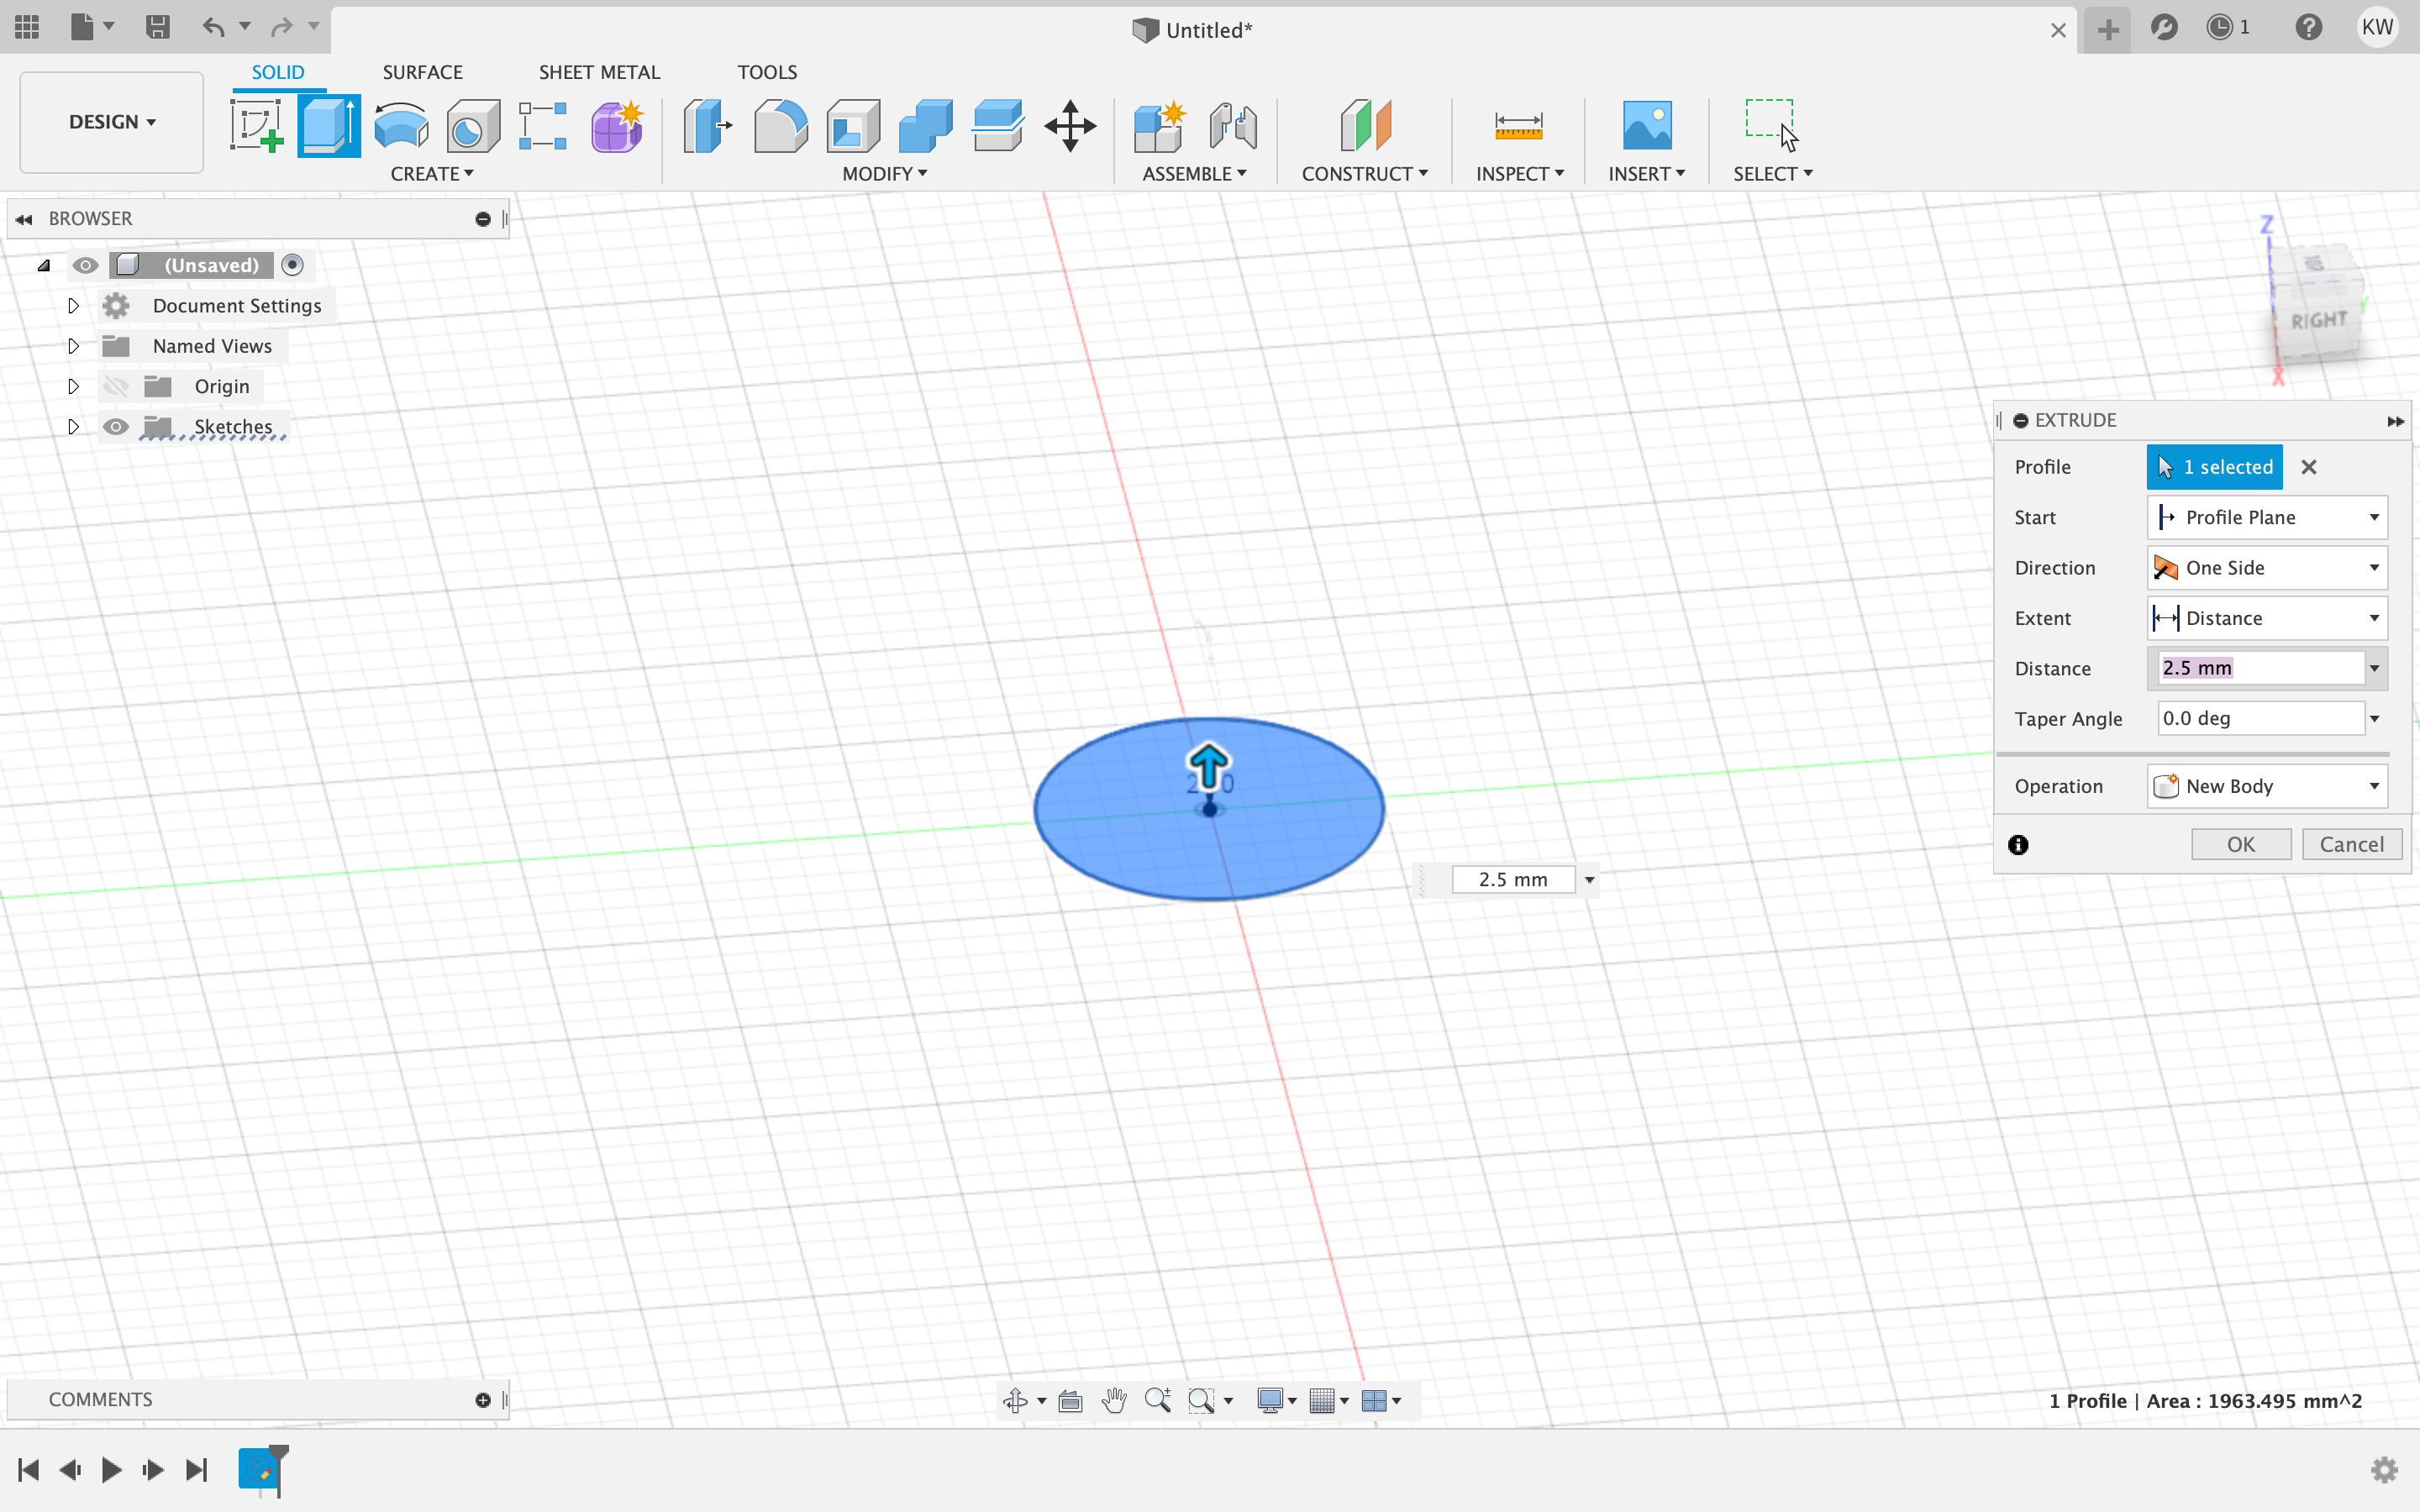 Untitled*
1
KW
DESIGN
SOLID SURFACE SHEET METAL TOOLS
CREATE MODIFY ASSEMBLE CONSTRUCT INSPECT INSERT SELECT
BROWSER
(Unsaved)
Document Settings
Named Views
Origin
Sketches
Z
RIGHT
X
EXTRUDE
Profile 1 selected
Start Profile Plane
Direction One Side
Extent Distance
Distance 2.5 mm
Taper Angle 0.0 deg
Operation New Body
OK Cancel
2.5 mm
COMMENTS
1 Profile | Area : 1963.495 mm^2